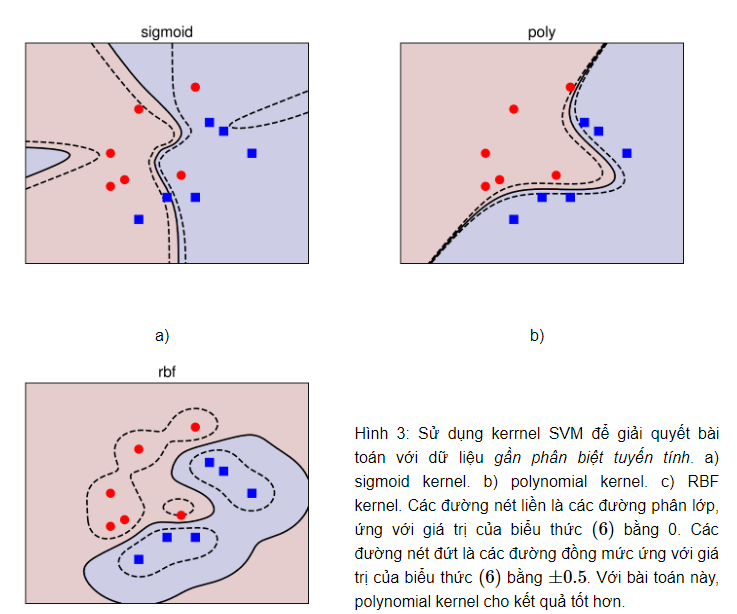 sigmoid
poly
a)
b)
rbf
Hình 3: Sử dụng kerrnel SVM để giải quyết bài
toán với dữ liệu gần phân biệt tuyến tính. a)
sigmoid kernel. b) polynomial kernel. c) RBF
kernel. Các đường nét liền là các đường phân lớp,
ứng với giá trị của biểu thức (6) bằng 0. Các
đường nét đứt là các đường đồng mức ứng với giá
trị của biểu thức (6) bằng ±0.5. Với bài toán này,
polynomial kernel cho kết quả tốt hơn.